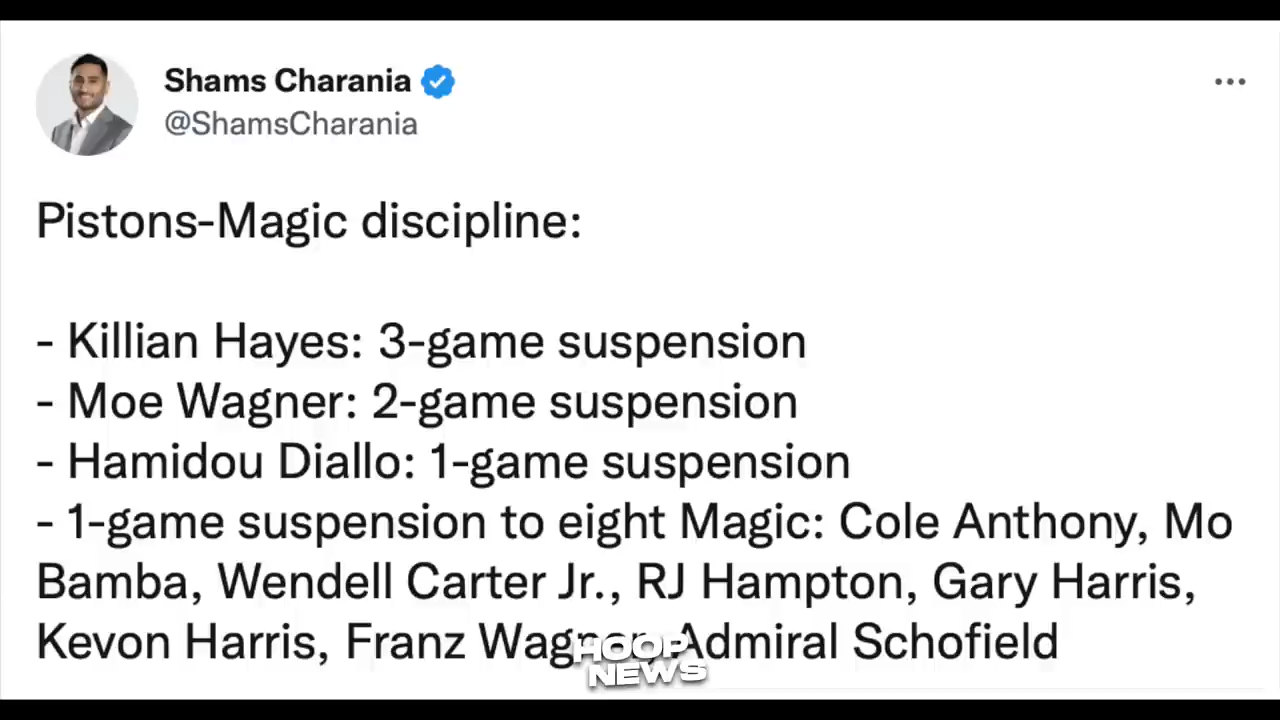 Shams Charania
@ShamsCharania
Pistons-Magic discipline:
- Killian Hayes: 3-game suspension
- Moe Wagner: 2-game suspension
- Hamidou Diallo: 1-game suspension
- 1-game suspension to eight Magic: Cole Anthony, Mo
Bamba, Wendell Carter Jr., RJ Hampton, Gary Harris,
Kevon Harris, Franz Wagner, Admiral Schofield
HOOP
NEWS